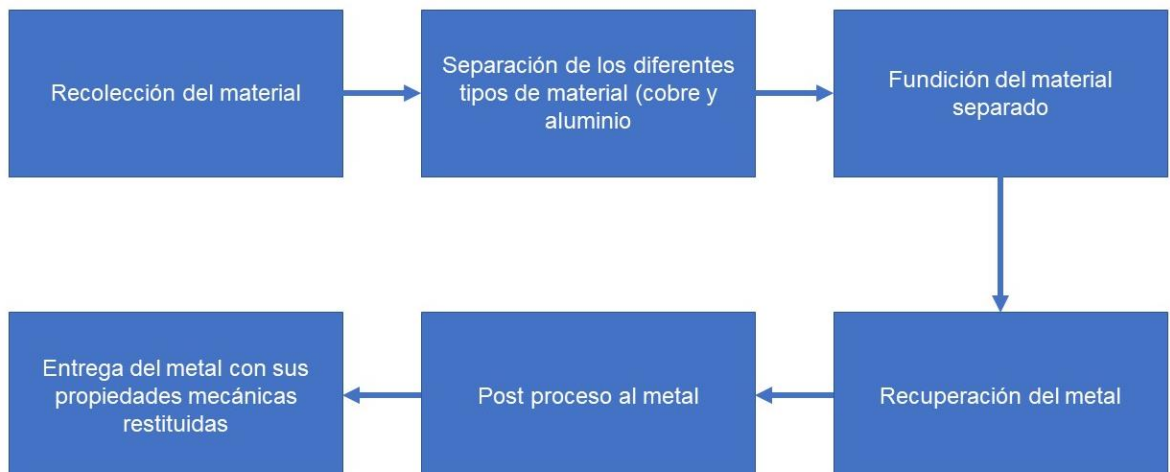 Recolección del material
Separación de los diferentes
tipos de material (cobre y
aluminio
Fundición del material
separado
Recuperación del metal
Post proceso al metal
Entrega del metal con sus
propiedades mecánicas
restituidas